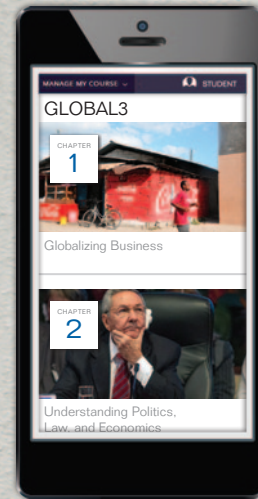 MANAGE MY COURSE
STUDENT
GLOBAL3
CHAPTER
1
Globalizing Business
CHAPTER
2
Understanding Politics,
Law, and Economics